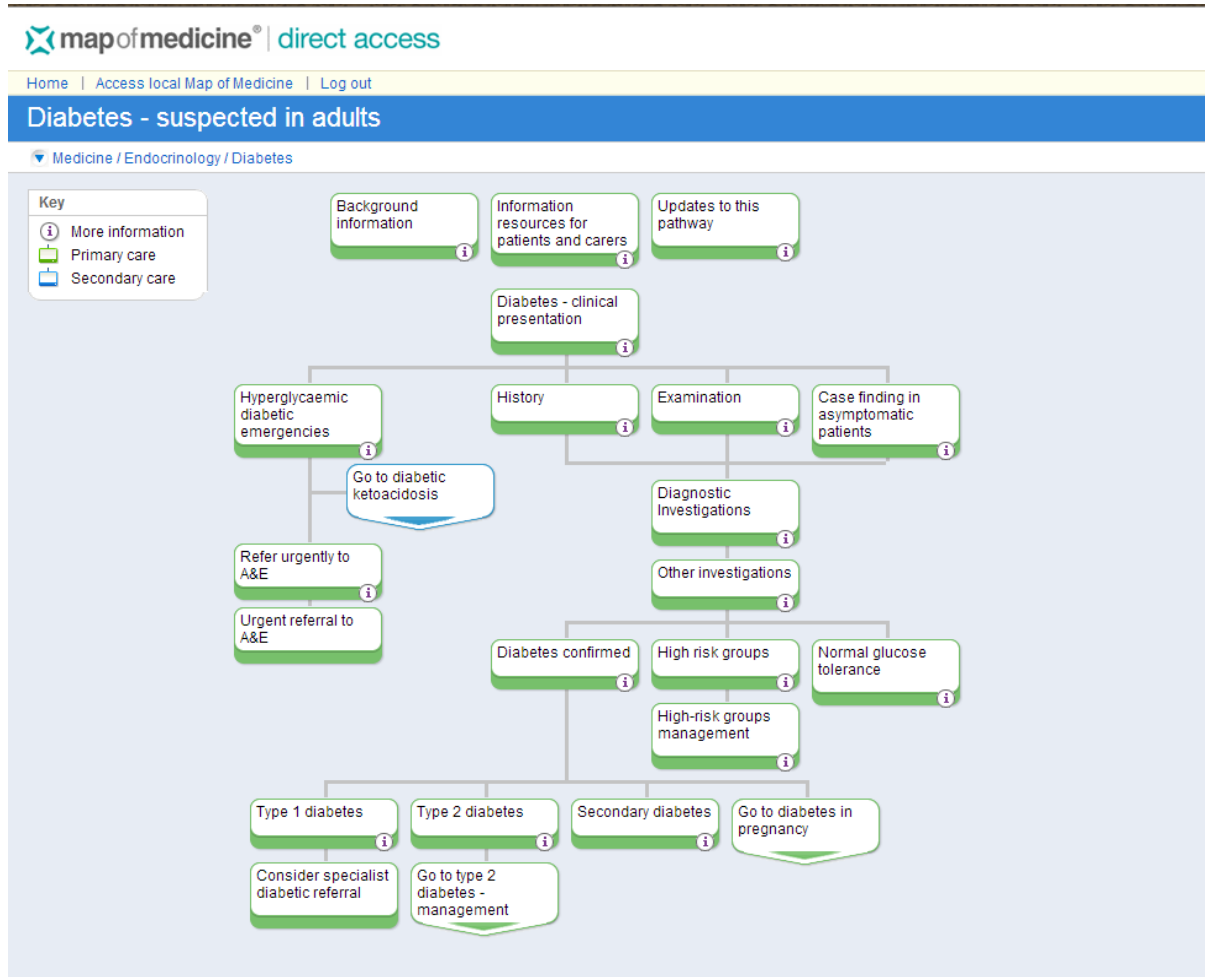 mapofmedicine® | direct access
Home | Access local Map of Medicine | Log out
Diabetes - suspected in adults
Medicine / Endocrinology / Diabetes
Key
i More information
Primary care
Secondary care
Background
information
i
Information
resources for
patients and carers
i
Updates to this
pathway
i
Diabetes - clinical
presentation
i
Hyperglycaemic
diabetic
emergencies
i
History
i
Examination
i
Case finding in
asymptomatic
patients
i
Go to diabetic
ketoacidosis
Diagnostic
Investigations
i
Refer urgently to
A&E
i
Other investigations
i
Urgent referral to
A&E
Diabetes confirmed
i
High risk groups
i
Normal glucose
tolerance
i
High-risk groups
management
i
Type 1 diabetes
i
Type 2 diabetes
i
Secondary diabetes
i
Go to diabetes in
pregnancy
Consider specialist
diabetic referral
Go to type 2
diabetes -
management